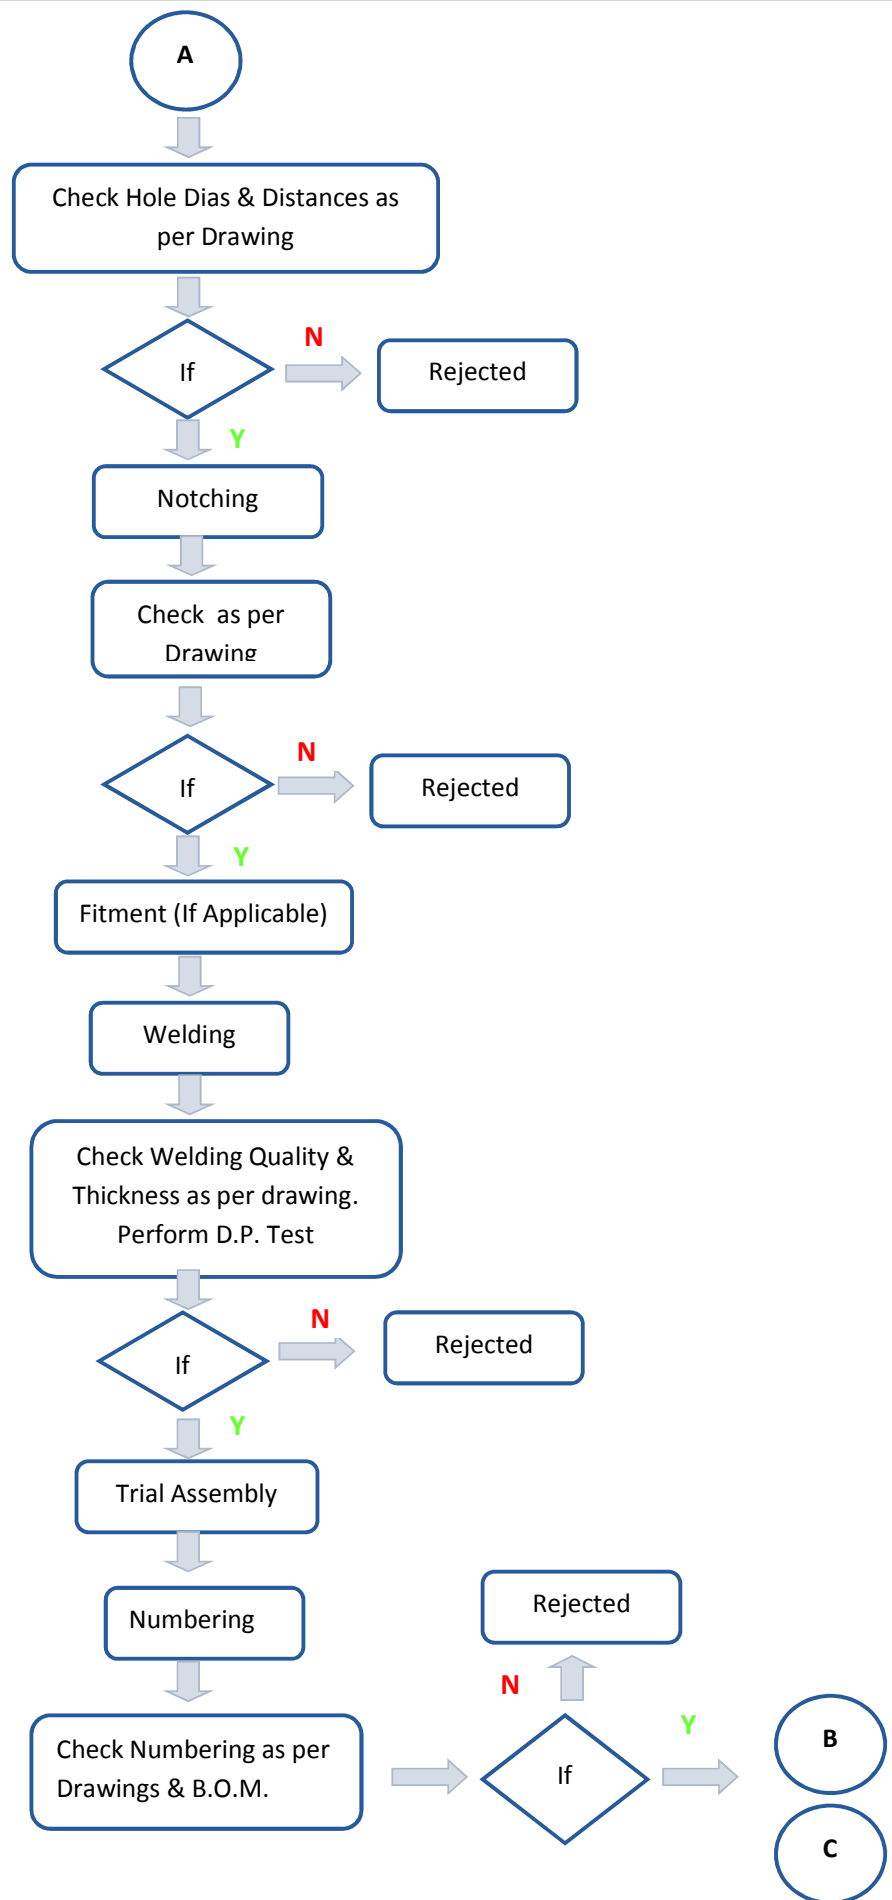 A
Check Hole Dias & Distances as
per Drawing
If
N
Rejected
Y
Notching
Check  as per
Drawing
If
N
Rejected
Y
Fitment (If Applicable)
Welding
Check Welding Quality &
Thickness as per drawing.
Perform D.P. Test
If
N
Rejected
Y
Trial Assembly
Numbering
Check Numbering as per
Drawings & B.O.M.
If
N
Rejected
Y
B
C